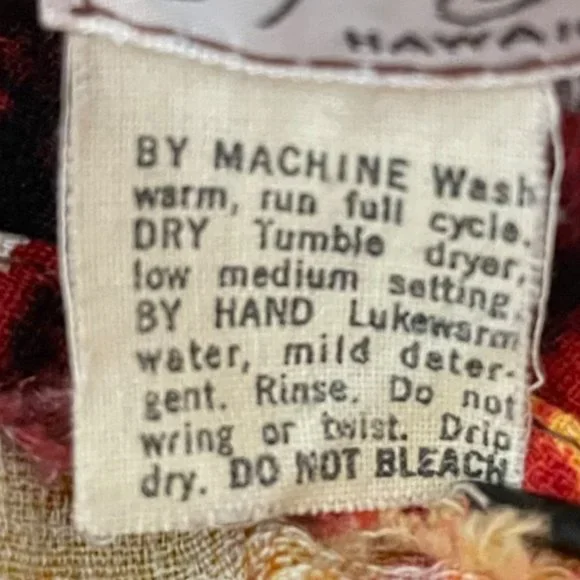 HAWAII
BY MACHINE Wash
warm, run full cycle.
DRY Tumble dryer,
low medium setting.
BY HAND Lukewarm
water, mild deter-
gent. Rinse. Do not
wring or twist. Drip
dry. DO NOT BLEACH